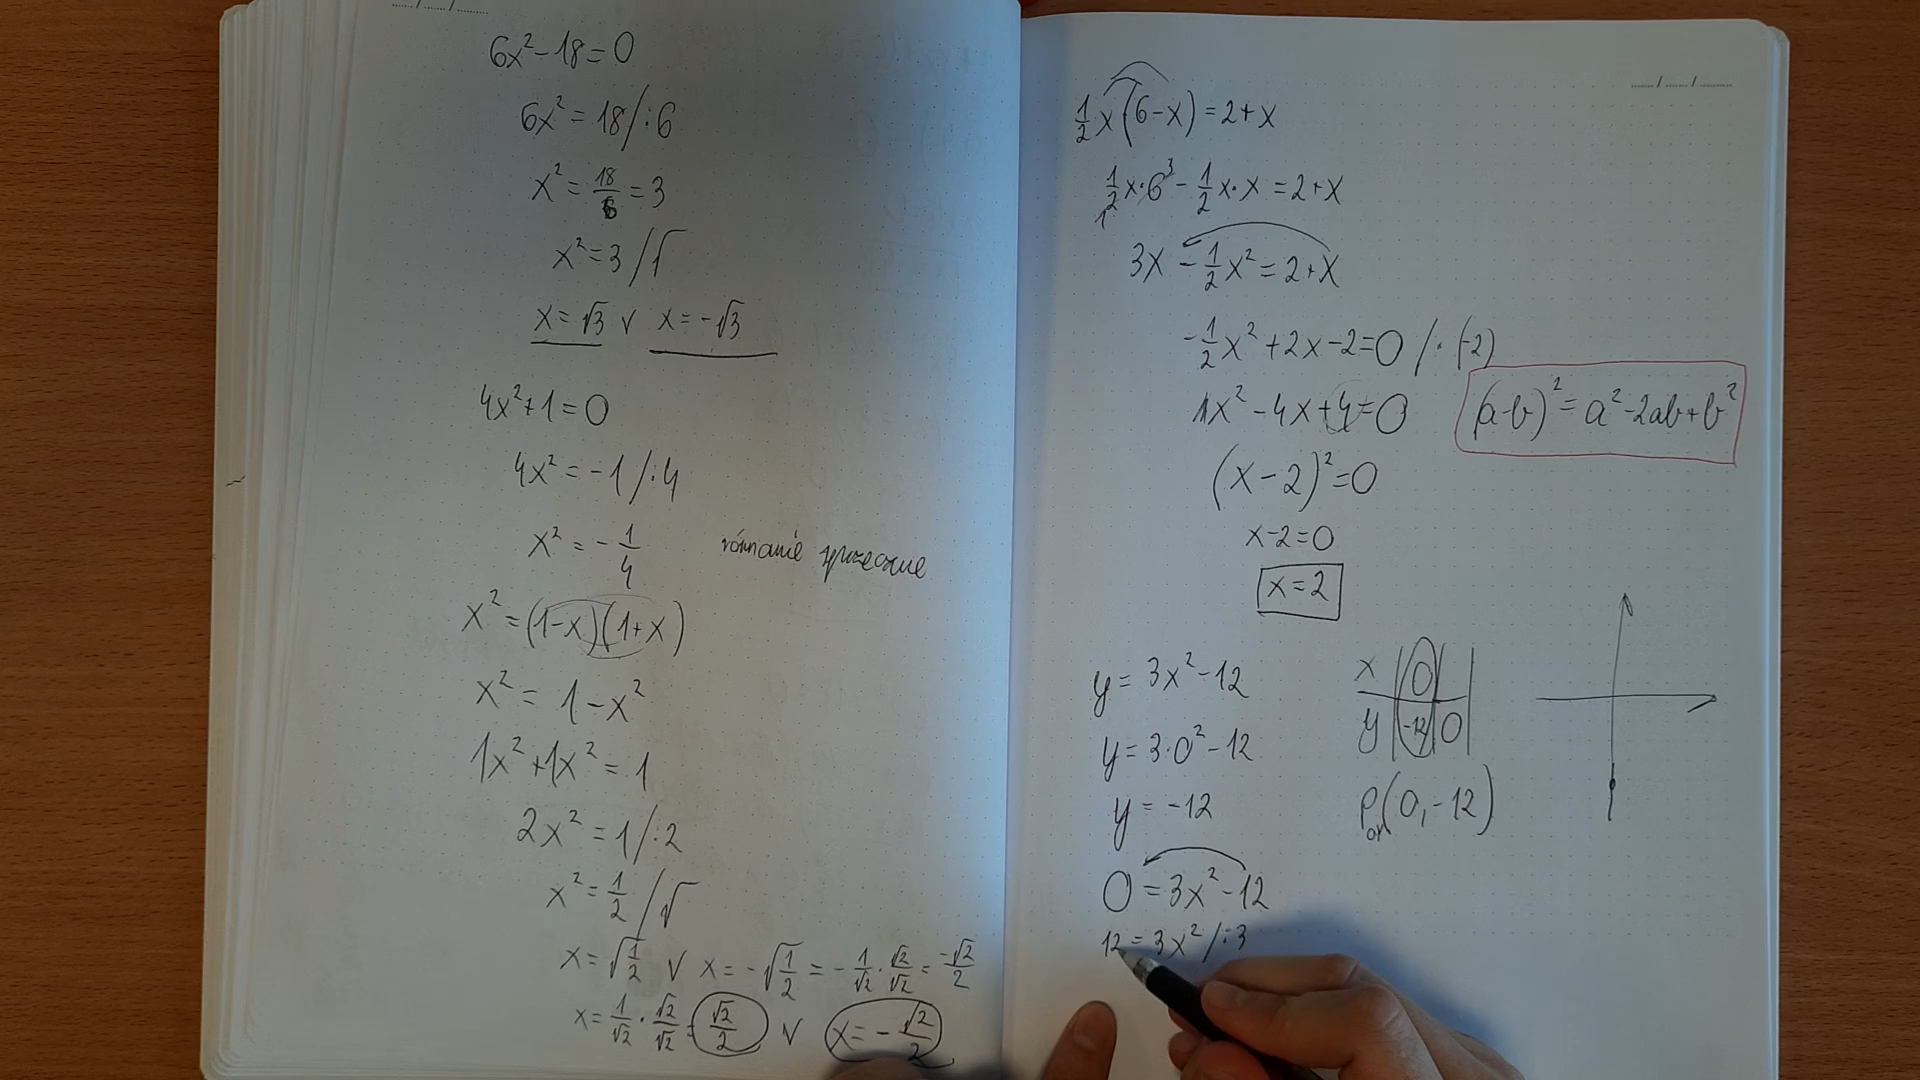 6x² - 18 = 0
6x² = 18 /:6
x² = 18/6 = 3
x² = 3 /√
x = √3 ∨ x = -√3
4x² + 1 = 0
4x² = -1 /:4
x² = -1/4 równanie sprzeczne
x² = (1-x)(1+x)
x² = 1 - x²
1x² + 1x² = 1
2x² = 1 /:2
x² = 1/2 /√
x = √(1/2) ∨ x = -√(1/2) = -1/√2 · √2/√2 = -√2/2
x = 1/√2 · √2/√2 = √2/2 ∨ x = -√2/2
...... / ...... / .........
1/2 x(6-x) = 2+x
1/2 x·6 3 - 1/2 x·x = 2+x
1
3x - 1/2 x² = 2+x
-1/2 x² + 2x - 2 = 0 /·(-2)
1x² - 4x + 4 = 0 (a-b)² = a² - 2ab + b²
(x-2)² = 0
x-2 = 0
x = 2
y = 3x² - 12
x | 0 |
y | -12 | 0
y = 3·0² - 12
y = -12
(0, -12)
0 = 3x² - 12
12 = 3x² /:3